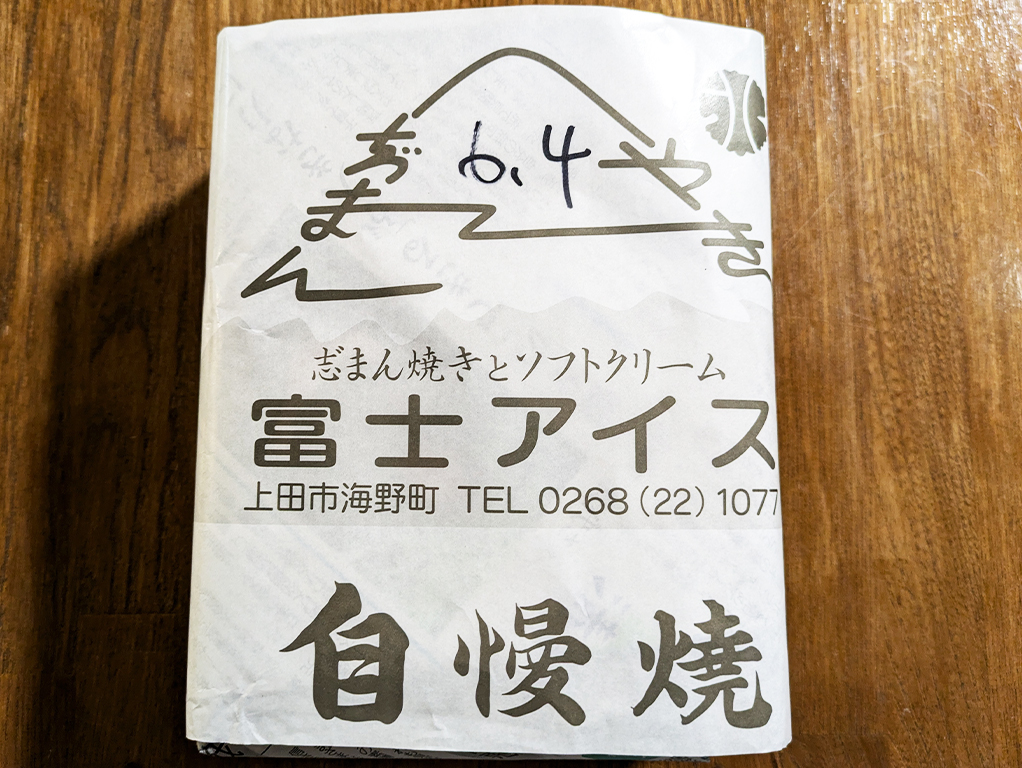 志゛まんやき
6.4
志゛まん焼きとソフトクリーム
富士アイス
上田市海野町 TEL 0268(22)1077
自慢焼